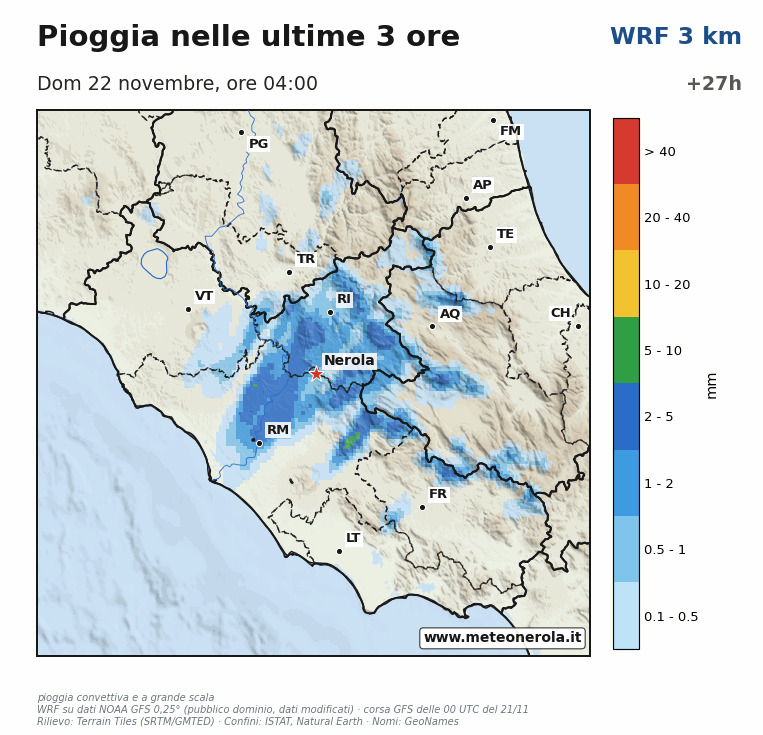 Pioggia nelle ultime 3 ore
WRF 3 km
Dom 22 novembre, ore 04:00
+27h
FM
PG
AP
TE
TR
VT
RI
AQ
CH
Nerola
RM
FR
LT
www.meteonerola.it
> 40
20 - 40
10 - 20
5 - 10
2 - 5
1 - 2
0.5 - 1
0.1 - 0.5
mm
pioggia convettiva e a grande scala
WRF su dati NOAA GFS 0,25° (pubblico dominio, dati modificati) · corsa GFS delle 00 UTC del 21/11
Rilievo: Terrain Tiles (SRTM/GMTED) · Confini: ISTAT, Natural Earth · Nomi: GeoNames